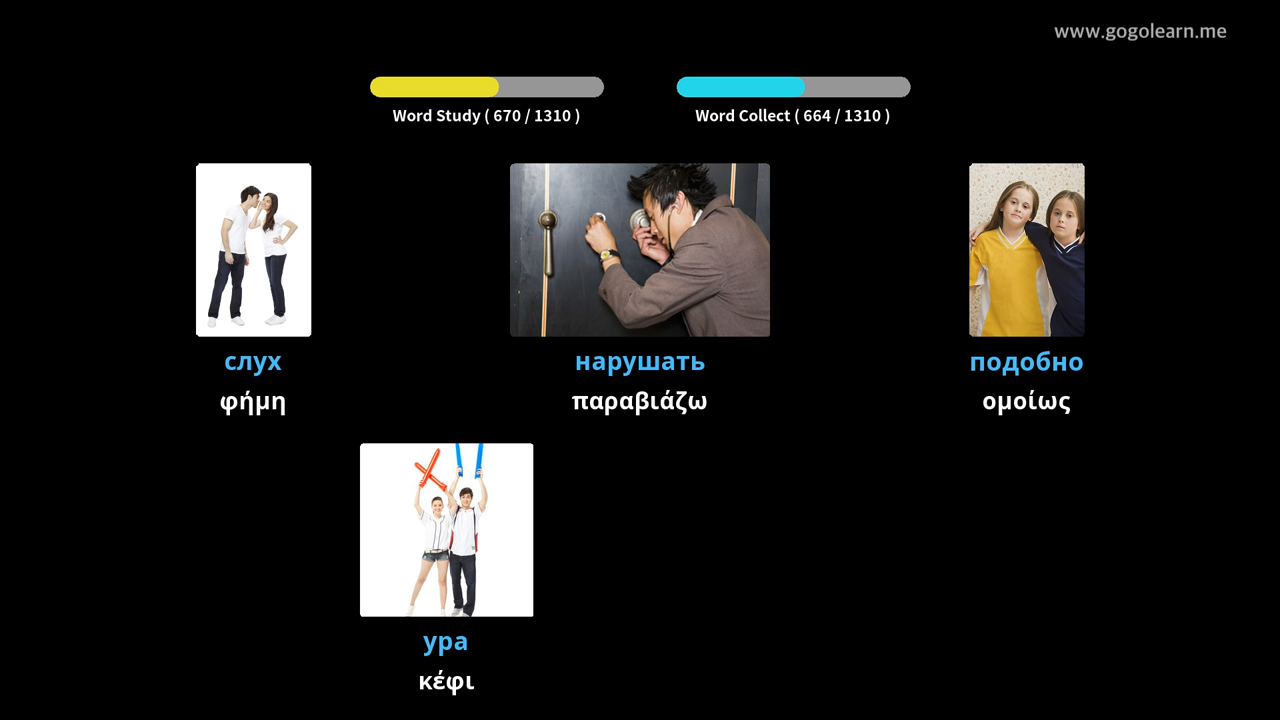 www.gogolearn.me
Word Study ( 670 / 1310 )
Word Collect ( 664 / 1310 )
слух
нарушать
подобно
φήμη
παραβιάζω
ομοίως
ура
κέφι